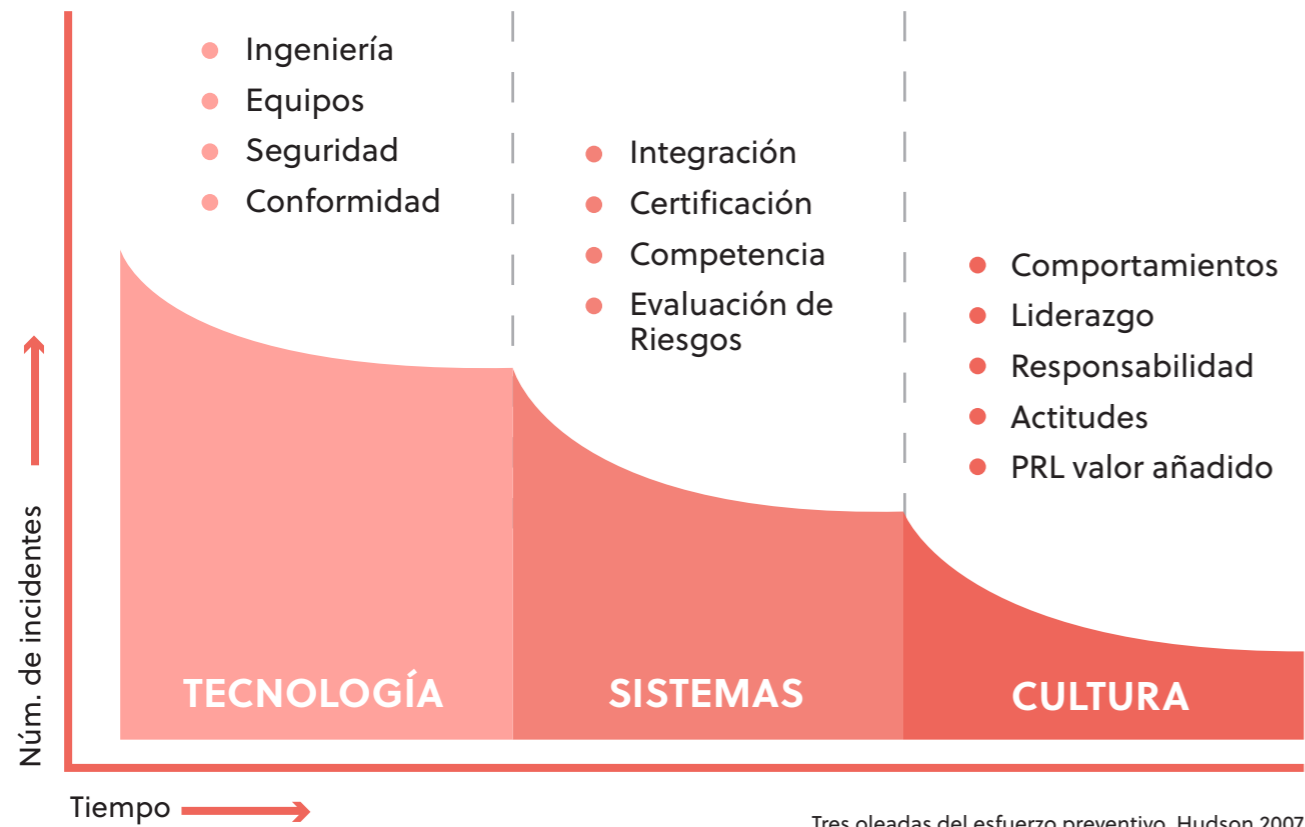 Ingeniería
Equipos
Seguridad
Conformidad
Integración
Certificación
Competencia
Evaluación de
Riesgos
Comportamientos
Liderazgo
Responsabilidad
Actitudes
PRL valor añadido
Núm. de incidentes
TECNOLOGÍA
SISTEMAS
CULTURA
Tiempo
Tres oleadas del esfuerzo preventivo. Hudson 2007